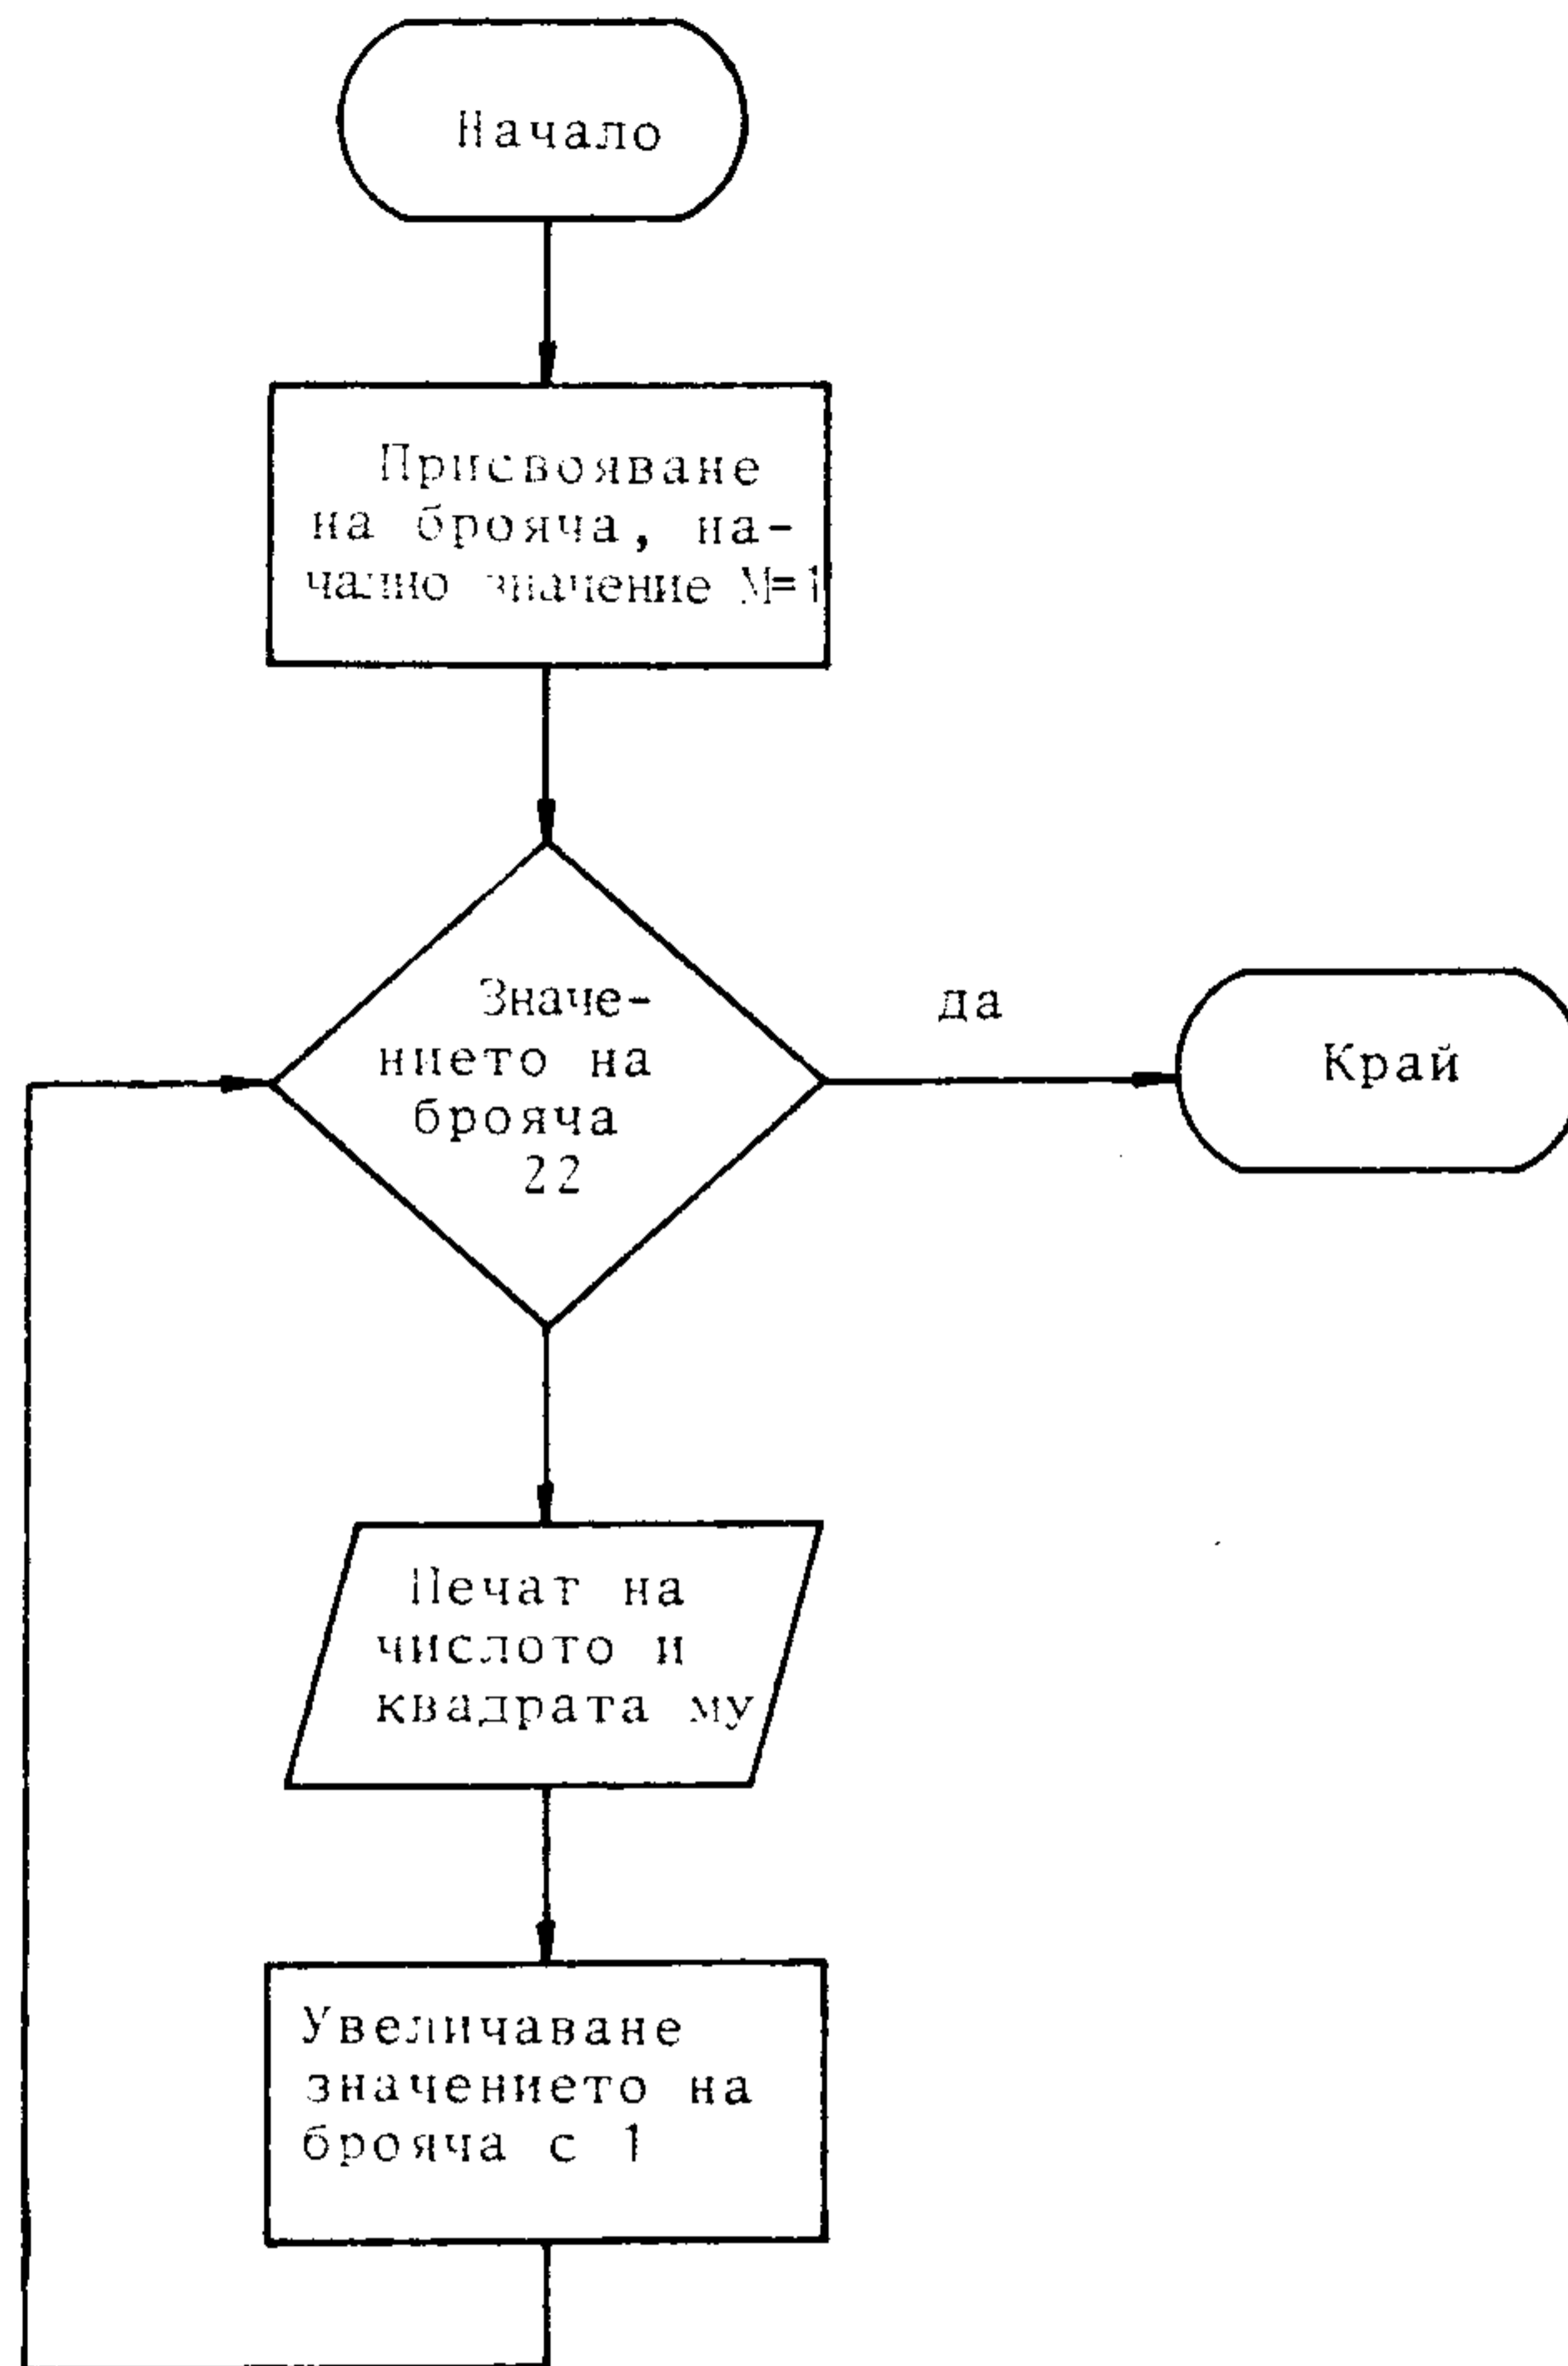 Начало
Присвояване
на брояча, на-
чално значение M=1
Значе-
нието на
брояча
22
да
Край
Печат на
числото и
квадрата му
Увеличаване
значението на
брояча с 1